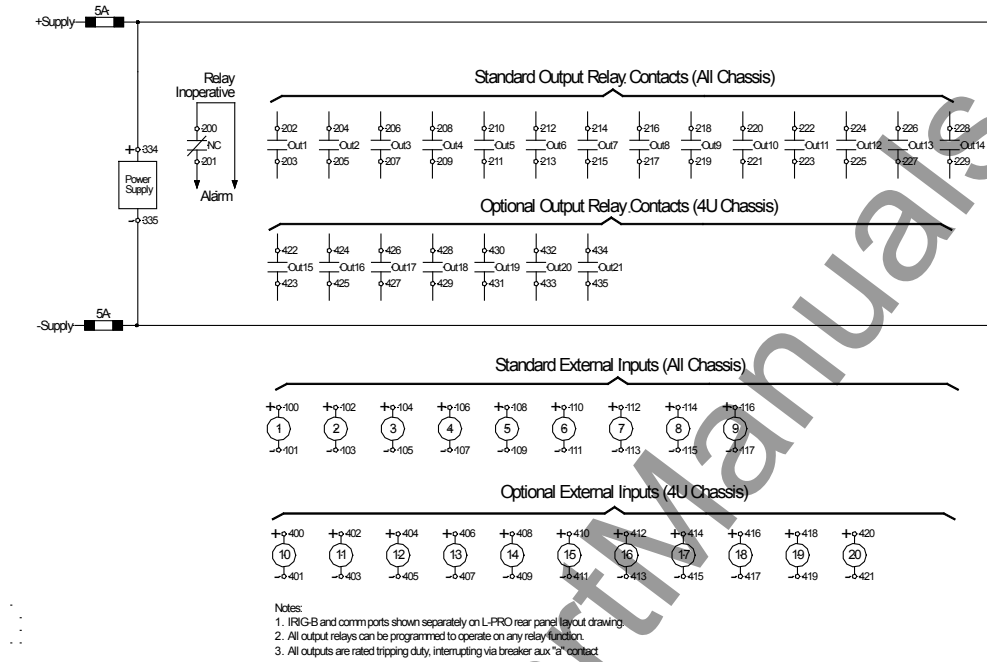 5A
+Supply
Relay
Inoperative
Standard Output Relay Contacts (All Chassis)
200 202 204 206 208 210 212 214 216 218 220 222 224 226 228
NC Out1 Out2 Out3 Out4 Out5 Out6 Out7 Out8 Out9 Out10 Out11 Out12 Out13 Out14
201 203 205 207 209 211 213 215 217 219 221 223 225 227 229
+ 334
Power
Supply
- 335
Alarm
Optional Output Relay Contacts (4U Chassis)
422 424 426 428 430 432 434
Out15 Out16 Out17 Out18 Out19 Out20 Out21
423 425 427 429 431 433 435
5A
-Supply
Standard External Inputs (All Chassis)
+ 100 + 102 + 104 + 106 + 108 + 110 + 112 + 114 + 116
1 2 3 4 5 6 7 8 9
- 101 - 103 - 105 - 107 - 109 - 111 - 113 - 115 - 117
Optional External Inputs (4U Chassis)
+ 400 + 402 + 404 + 406 + 408 + 410 + 412 + 414 + 416 + 418 + 420
10 11 12 13 14 15 16 17 18 19 20
- 401 - 403 - 405 - 407 - 409 - 411 - 413 - 415 - 417 - 419 - 421
Notes:
1. IRIG-B and comm ports shown separately on L-PRO rear panel layout drawing.
2. All output relays can be programmed to operate on any relay function.
3. All outputs are rated tripping duty, interrupting via breaker aux "a" contact
rtManuals